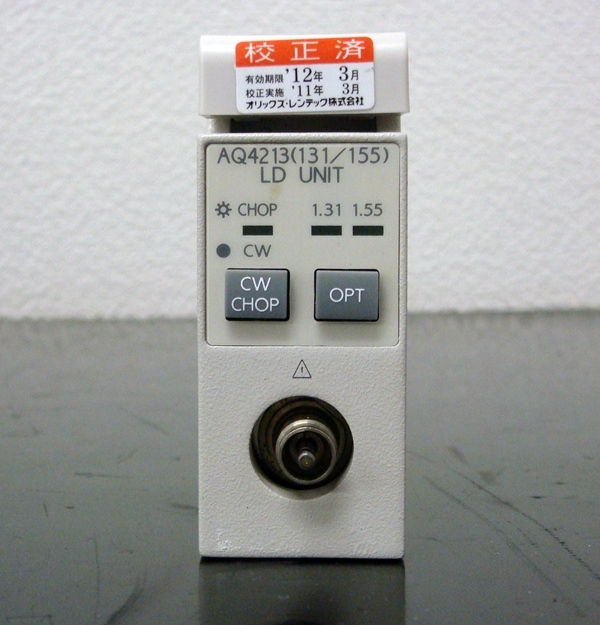 校正済
有効期限 '12年 3月
校正実施 '11年 3月
オリックス・レンテック株式会社
AQ4213(131/155)
LD UNIT
CHOP 1.31 1.55
CW
CW
CHOP
OPT